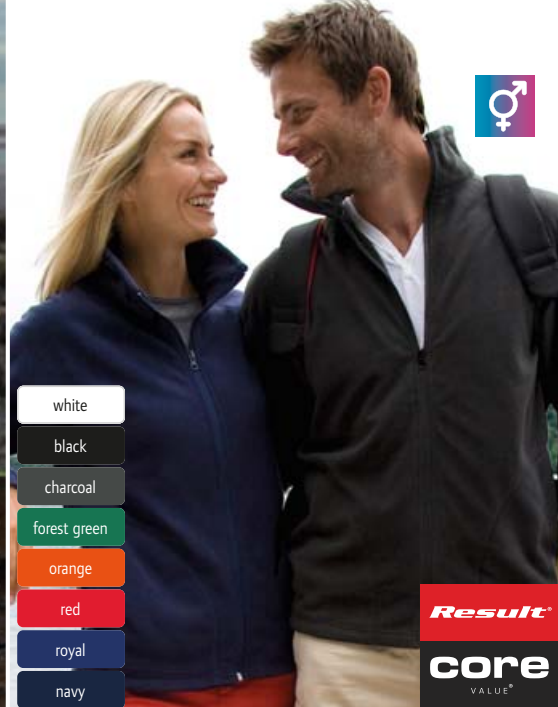 white
black
charcoal
forest green
orange
red
royal
navy
Result®
core
VALUE®